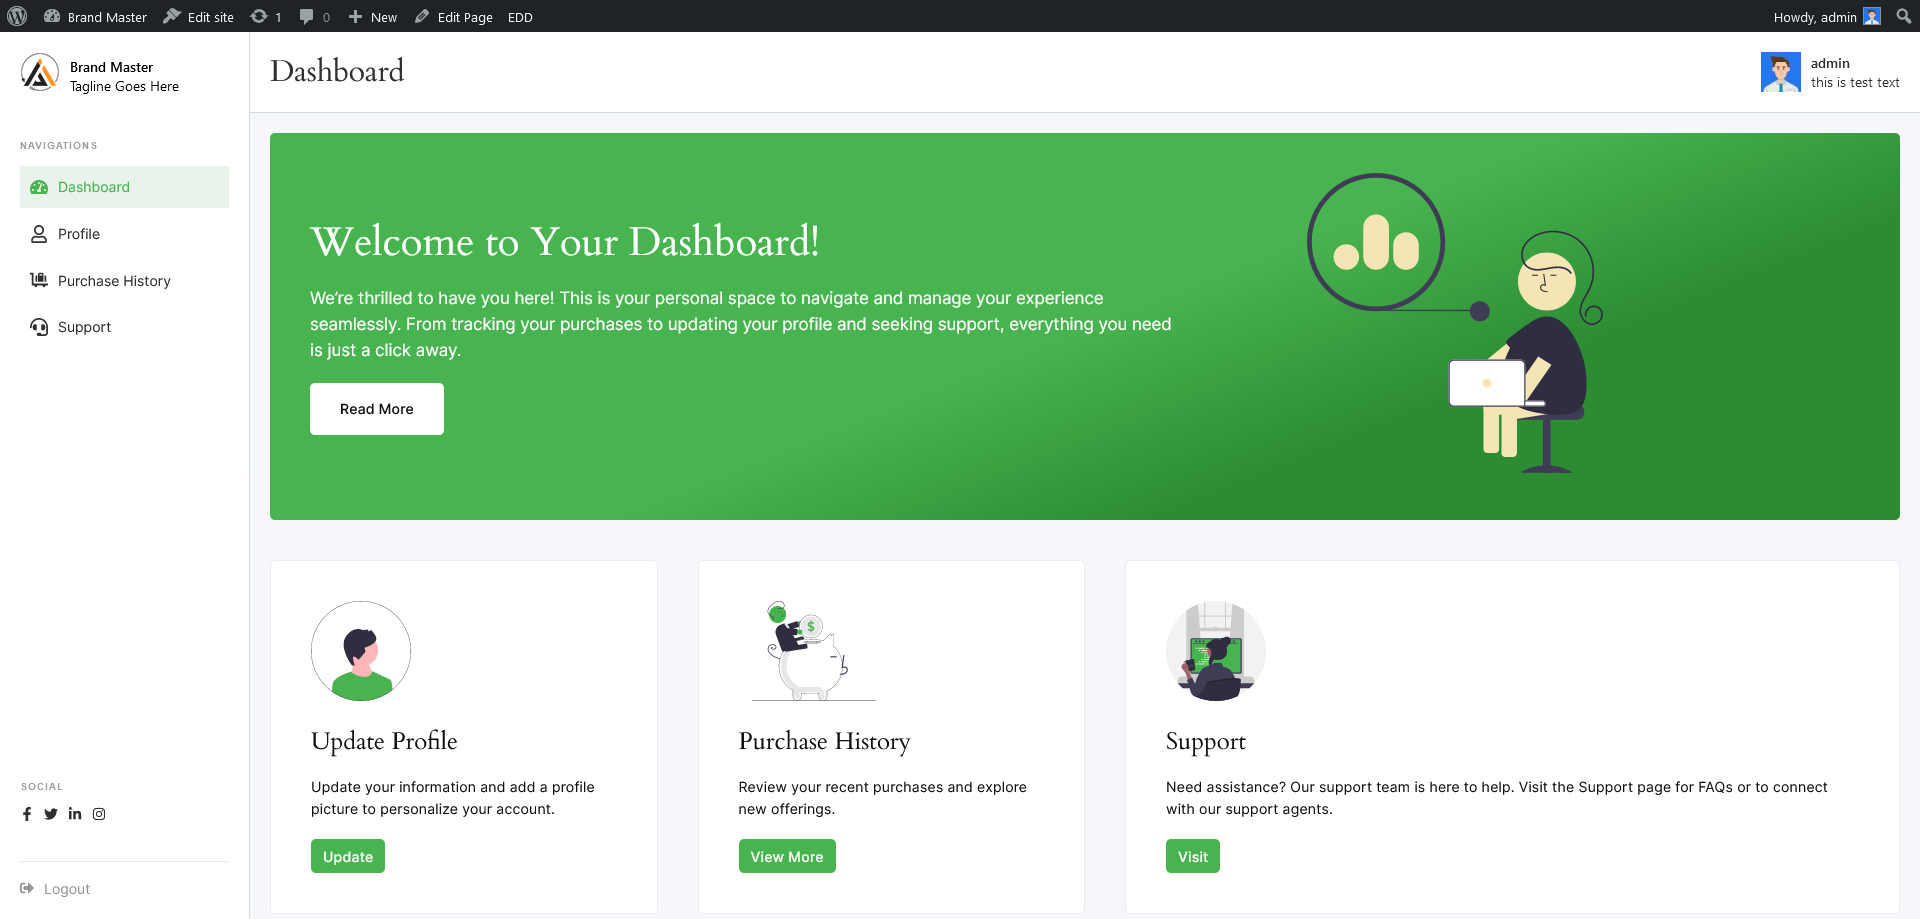 Brand Master
Edit site
1
0
New
Edit Page
EDD
Howdy, admin
Brand Master
Tagline Goes Here
Dashboard
admin
this is test text
NAVIGATIONS
Dashboard
Profile
Purchase History
Support
Welcome to Your Dashboard!
We're thrilled to have you here! This is your personal space to navigate and manage your experience
seamlessly. From tracking your purchases to updating your profile and seeking support, everything you need
is just a click away.
Read More
$
Update Profile
Update your information and add a profile
picture to personalize your account.
Update
Purchase History
Review your recent purchases and explore
new offerings.
View More
Support
Need assistance? Our support team is here to help. Visit the Support page for FAQs or to connect
with our support agents.
Visit
SOCIAL
Logout